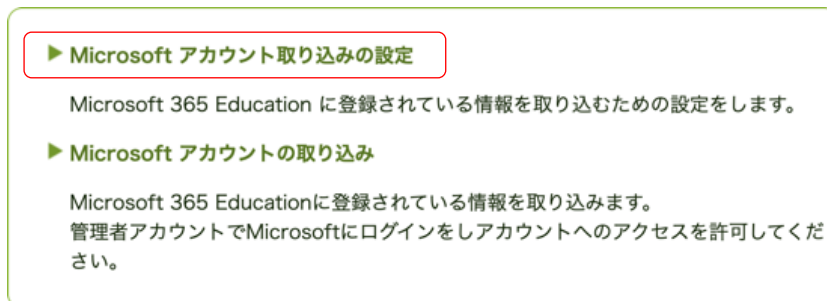 Microsoft アカウント取り込みの設定
Microsoft 365 Education に登録されている情報を取り込むための設定をします。
Microsoft アカウントの取り込み
Microsoft 365 Educationに登録されている情報を取り込みます。
管理者アカウントでMicrosoftにログインをしアカウントへのアクセスを許可してくだ
さい。